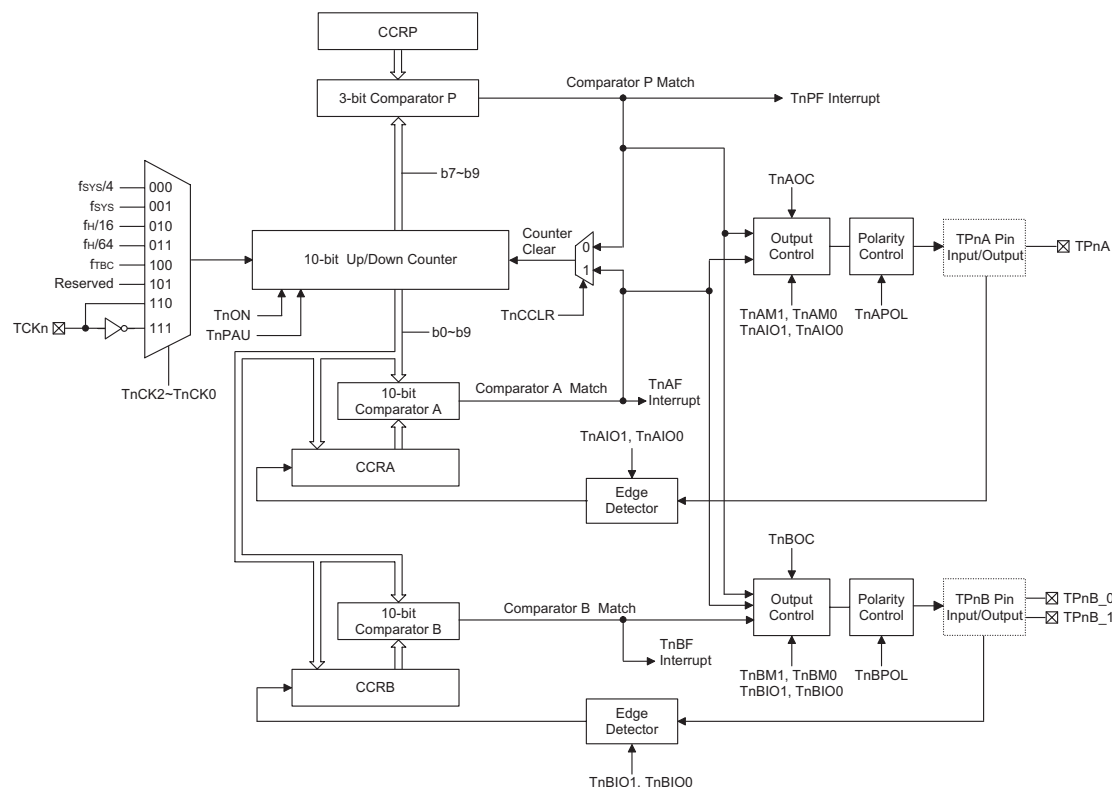 CCRP
3-bit Comparator P
Comparator P Match
TnPF Interrupt
b7~b9
fSYS/4
000
fSYS
001
fH/16
010
fH/64
011
fTBC
100
Reserved
101
110
TCKn
111
TnCK2~TnCK0
10-bit Up/Down Counter
Counter
Clear
0
1
TnCCLR
TnON
TnPAU
b0~b9
TnAOC
Output
Control
Polarity
Control
TPnA Pin
Input/Output
TPnA
TnAM1, TnAM0
TnAIO1, TnAIO0
TnAPOL
10-bit
Comparator A
Comparator A Match
TnAF
Interrupt
CCRA
TnAIO1, TnAIO0
Edge
Detector
TnBOC
10-bit
Comparator B
Comparator B Match
TnBF
Interrupt
Output
Control
Polarity
Control
TPnB Pin
Input/Output
TPnB_0
TPnB_1
TnBM1, TnBM0
TnBIO1, TnBIO0
TnBPOL
CCRB
Edge
Detector
TnBIO1, TnBIO0